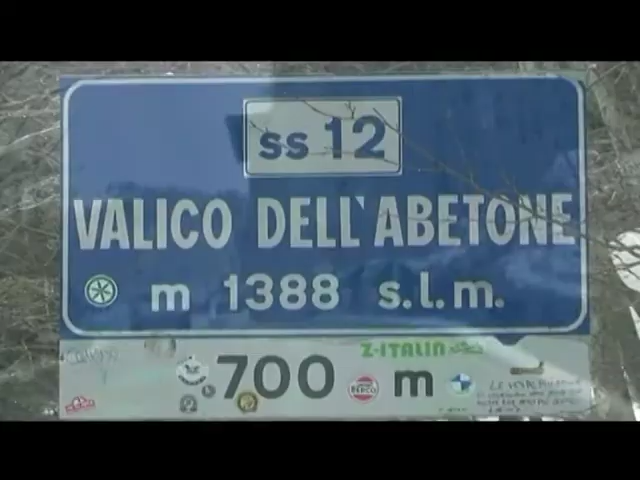 ss 12
VALICO DELL'ABETONE
m 1388 s.l.m.
Z-ITALIA
700 m